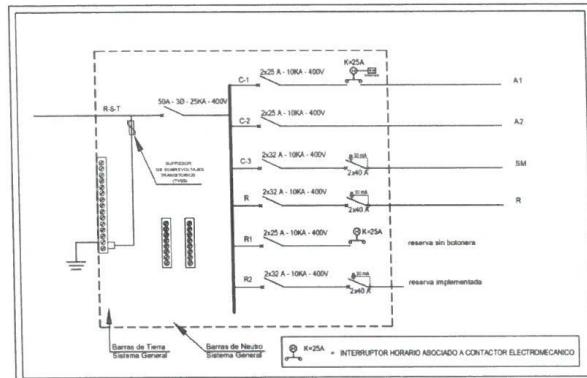 K=25A
C-1
2x25 A - 10KA - 400V
A1
R-S-T
50A - 3Ø - 25KA - 400V
C-2
2x25 A - 10KA - 400V
A2
SUPRESOR
DE SOBREVOLTAJES
TRANSITORIOS
(TVSS)
C-3
2x32 A - 10KA - 400V
30 mA
2x40 A
SM
R
2x32 A - 10KA - 400V
30 mA
2x40 A
R
R1
2x25 A - 10KA - 400V
K=25A
reserva sin botonera
R2
2x32 A - 10KA - 400V
30 mA
2x40 A
reserva implementada
Barras de Tierra
Sistema General
Barras de Neutro
Sistema General
K=25A = INTERRUPTOR HORARIO ASOCIADO A CONTACTOR ELECTROMECANICO